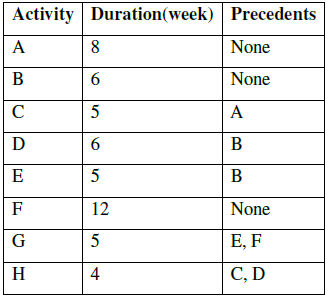 Activity Duration(week) Precedents
A 8 None
B 6 None
C 5 A
D 6 B
E 5 B
F 12 None
G 5 E, F
H 4 C, D